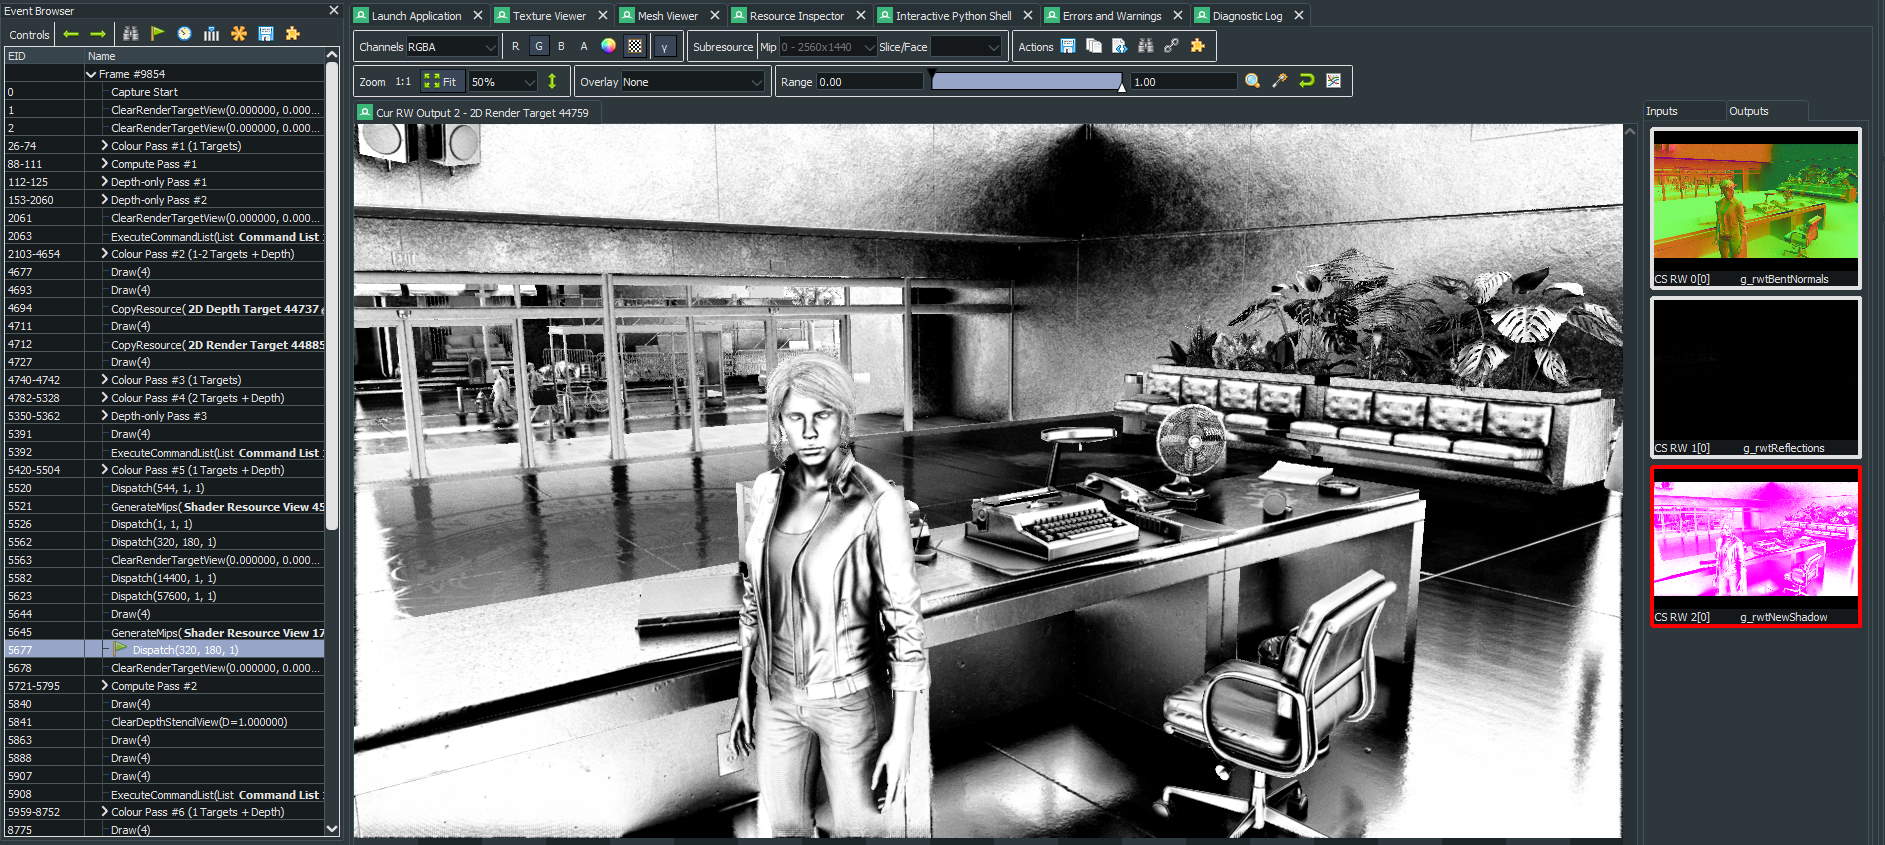 Event Browser
Controls
EID Name
Frame #9854
0 Capture Start
1 ClearRenderTargetView(0.000000, 0.000...
2 ClearRenderTargetView(0.000000, 0.000...
26-74 Colour Pass #1 (1 Targets)
88-111 Compute Pass #1
112-125 Depth-only Pass #1
153-2060 Depth-only Pass #2
2061 ClearRenderTargetView(0.000000, 0.000...
2063 ExecuteCommandList(List Command List
2103-4654 Colour Pass #2 (1-2 Targets + Depth)
4677 Draw(4)
4693 Draw(4)
4694 CopyResource( 2D Depth Target 44737
4711 Draw(4)
4712 CopyResource( 2D Render Target 44885
4727 Draw(4)
4740-4742 Colour Pass #3 (1 Targets)
4782-5328 Colour Pass #4 (2 Targets + Depth)
5350-5362 Depth-only Pass #3
5391 Draw(4)
5392 ExecuteCommandList(List Command List
5420-5504 Colour Pass #5 (1 Targets + Depth)
5520 Dispatch(544, 1, 1)
5521 GenerateMips( Shader Resource View 45
5526 Dispatch(1, 1, 1)
5562 Dispatch(320, 180, 1)
5563 ClearRenderTargetView(0.000000, 0.000...
5582 Dispatch(14400, 1, 1)
5623 Dispatch(57600, 1, 1)
5644 Draw(4)
5645 GenerateMips( Shader Resource View 17
5677 Dispatch(320, 180, 1)
5678 ClearRenderTargetView(0.000000, 0.000...
5721-5795 Compute Pass #2
5840 Draw(4)
5841 ClearDepthStencilView(D=1.000000)
5863 Draw(4)
5888 Draw(4)
5907 Draw(4)
5908 ExecuteCommandList(List Command List
5959-8752 Colour Pass #6 (1 Targets + Depth)
8775 Draw(4)
Launch Application Texture Viewer Mesh Viewer Resource Inspector Interactive Python Shell Errors and Warnings Diagnostic Log
Channels RGBA R G B A γ Subresource Mip 0 - 2560x1440 Slice/Face Actions
Zoom 1:1 Fit 50% Overlay None Range 0.00 1.00
Cur RW Output 2 - 2D Render Target 44759
Inputs Outputs
CS RW 0[0] g_rwtBentNormals
CS RW 1[0] g_rwtReflections
CS RW 2[0] g_rwtNewShadow